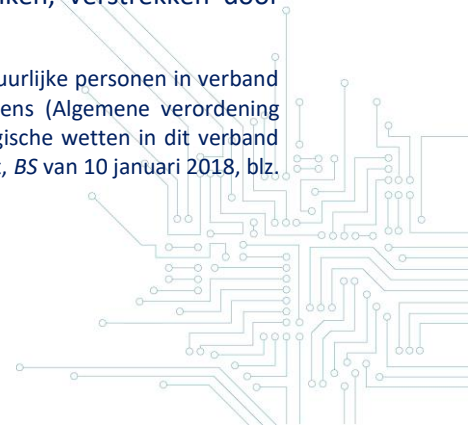 verstrekken door
uurlijke personen in verband
ens (Algemene verordening
gische wetten in dit verband
, BS van 10 januari 2018, blz.